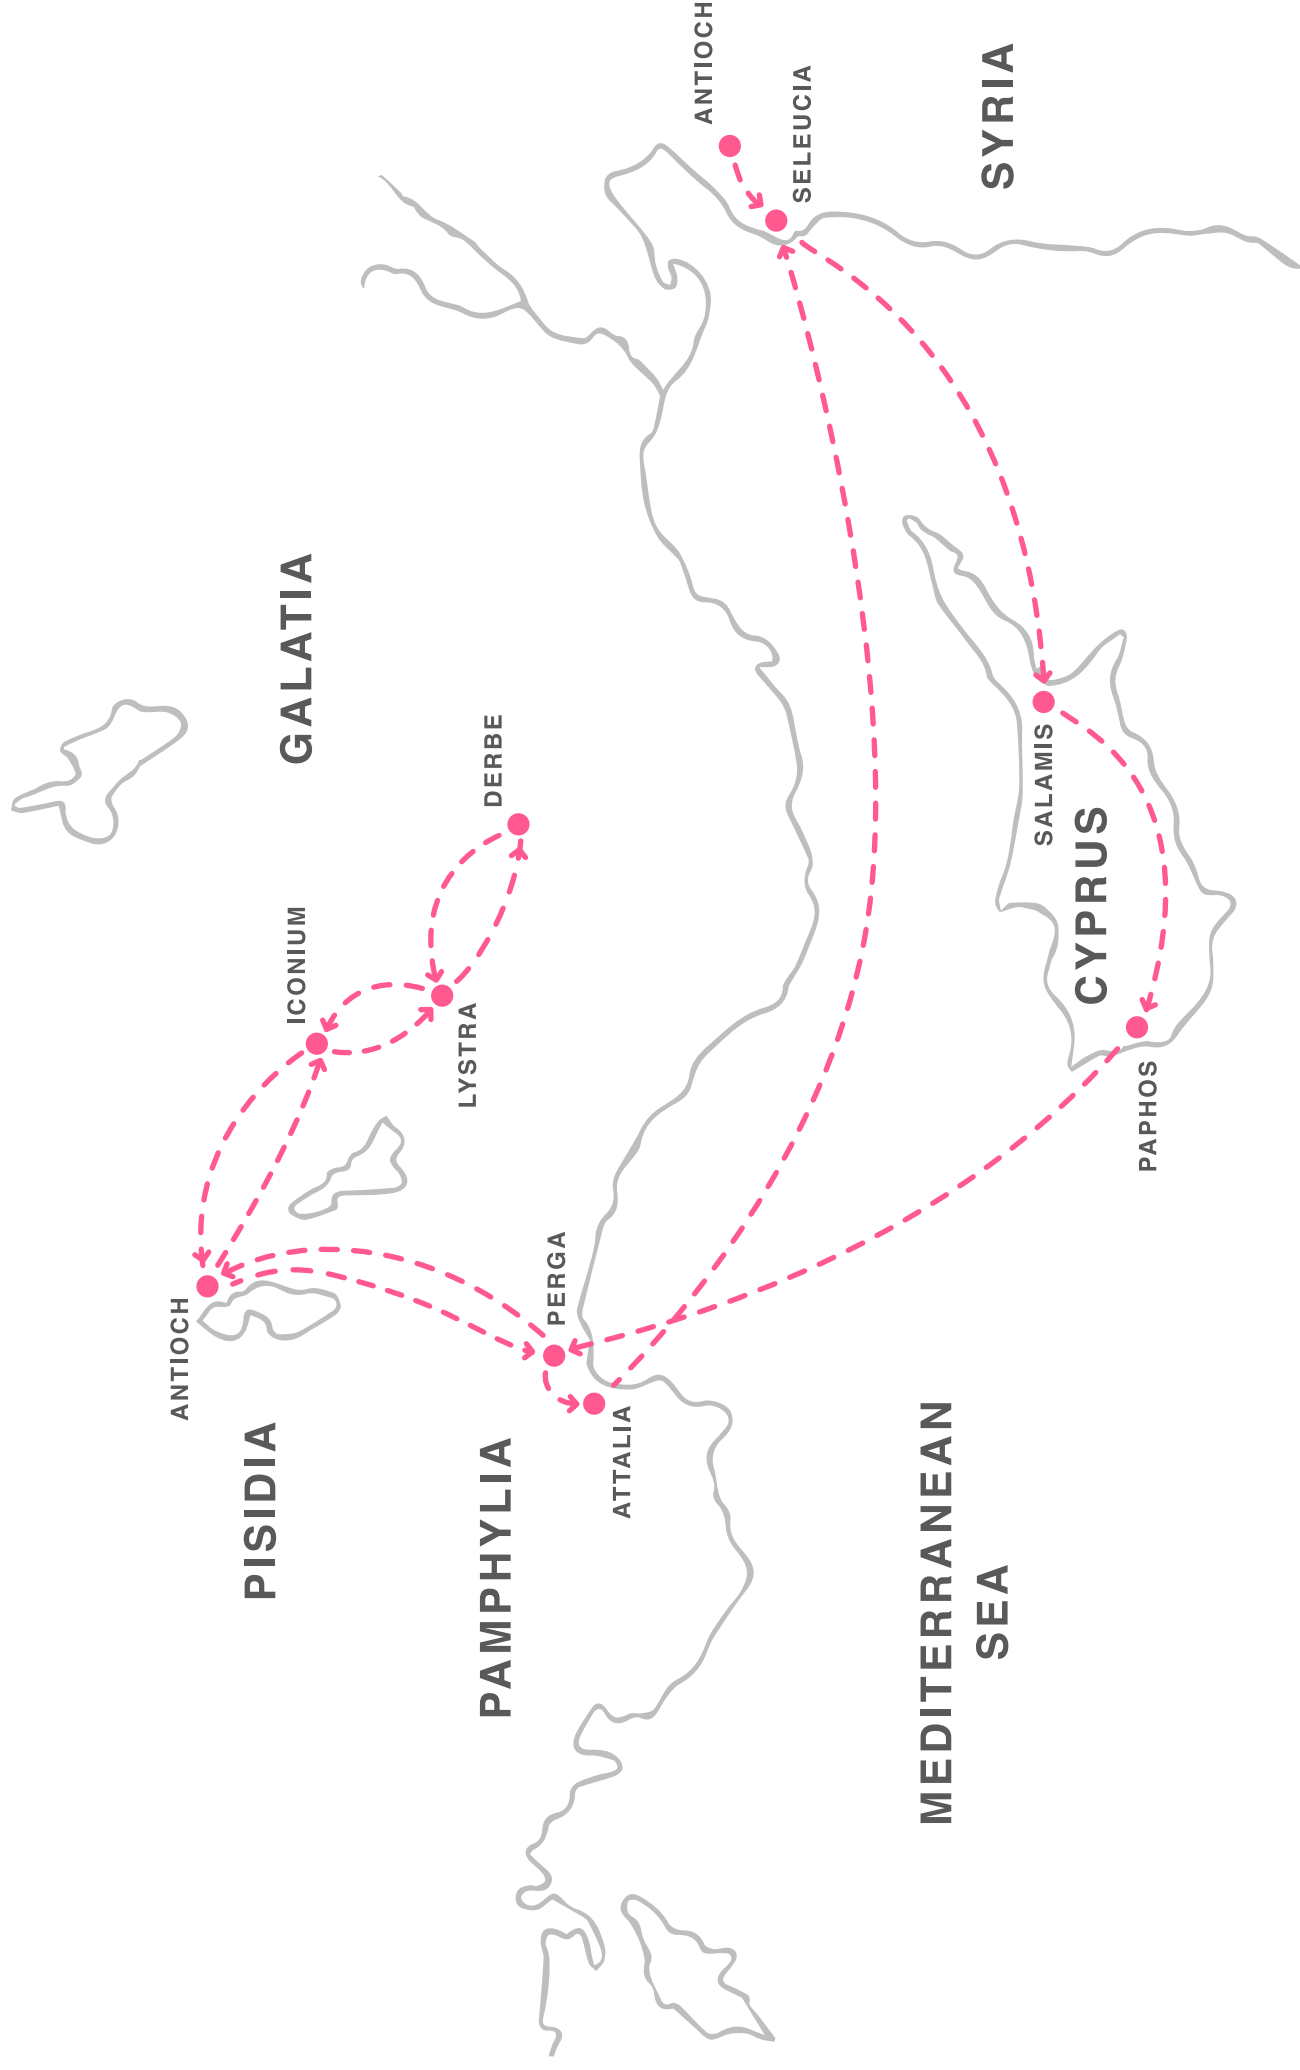 GALATIA
ICONIUM
DERBE
ANTIOCH
LYSTRA
PISIDIA
PERGA
PAMPHYLIA
ATTALIA
ANTIOCH
SELEUCIA
MEDITERRANEAN
SEA
SYRIA
SALAMIS
CYPRUS
PAPHOS